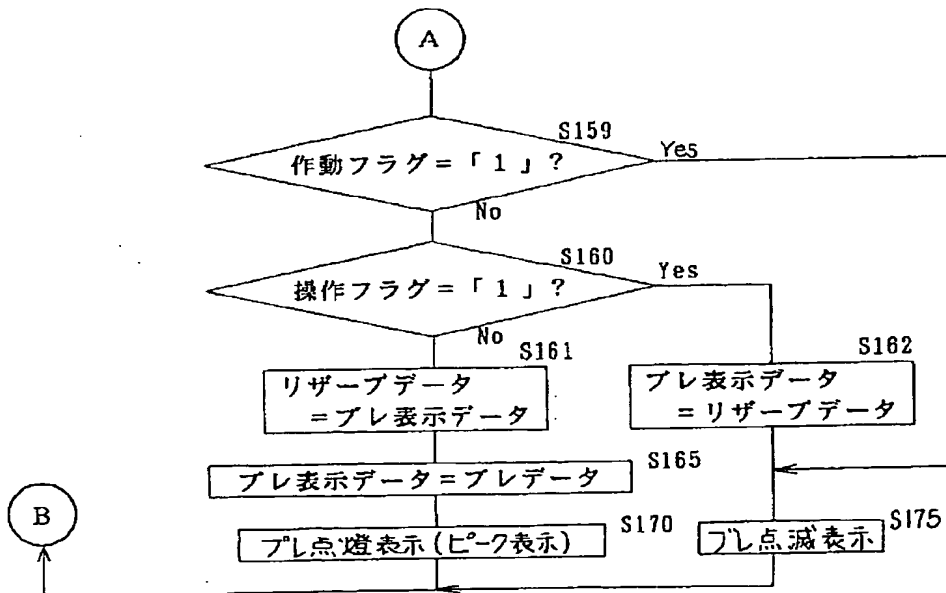 A
S159
作動フラグ=「1」?
Yes
No
S160
操作フラグ=「1」?
Yes
No
S161
リザーブデータ
=ブレ表示データ
S162
ブレ表示データ
=リザーブデータ
S165
ブレ表示データ=ブレデータ
B
S170
ブレ点燈表示(ピーク表示)
S175
ブレ点滅表示